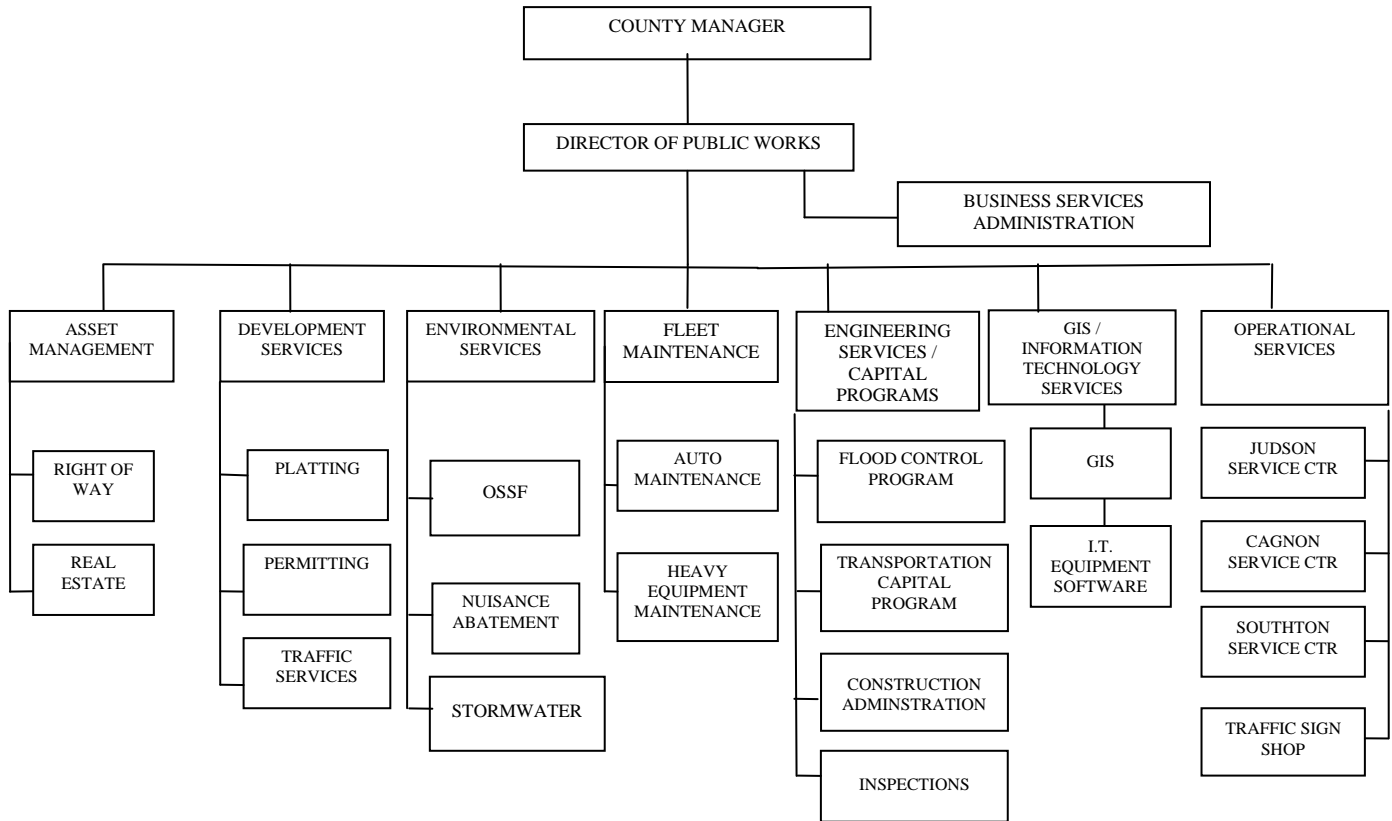 COUNTY MANAGER
DIRECTOR OF PUBLIC WORKS
BUSINESS SERVICES
ADMINISTRATION
ASSET
MANAGEMENT
RIGHT OF
WAY
REAL
ESTATE
DEVELOPMENT
SERVICES
PLATTING
PERMITTING
TRAFFIC
SERVICES
ENVIRONMENTAL
SERVICES
OSSF
NUISANCE
ABATEMENT
STORMWATER
FLEET
MAINTENANCE
AUTO
MAINTENANCE
HEAVY
EQUIPMENT
MAINTENANCE
ENGINEERING
SERVICES /
CAPITAL
PROGRAMS
FLOOD CONTROL
PROGRAM
TRANSPORTATION
CAPITAL
PROGRAM
CONSTRUCTION
ADMINSTRATION
INSPECTIONS
GIS /
INFORMATION
TECHNOLOGY
SERVICES
GIS
I.T.
EQUIPMENT
SOFTWARE
OPERATIONAL
SERVICES
JUDSON
SERVICE CTR
CAGNON
SERVICE CTR
SOUTHTON
SERVICE CTR
TRAFFIC SIGN
SHOP